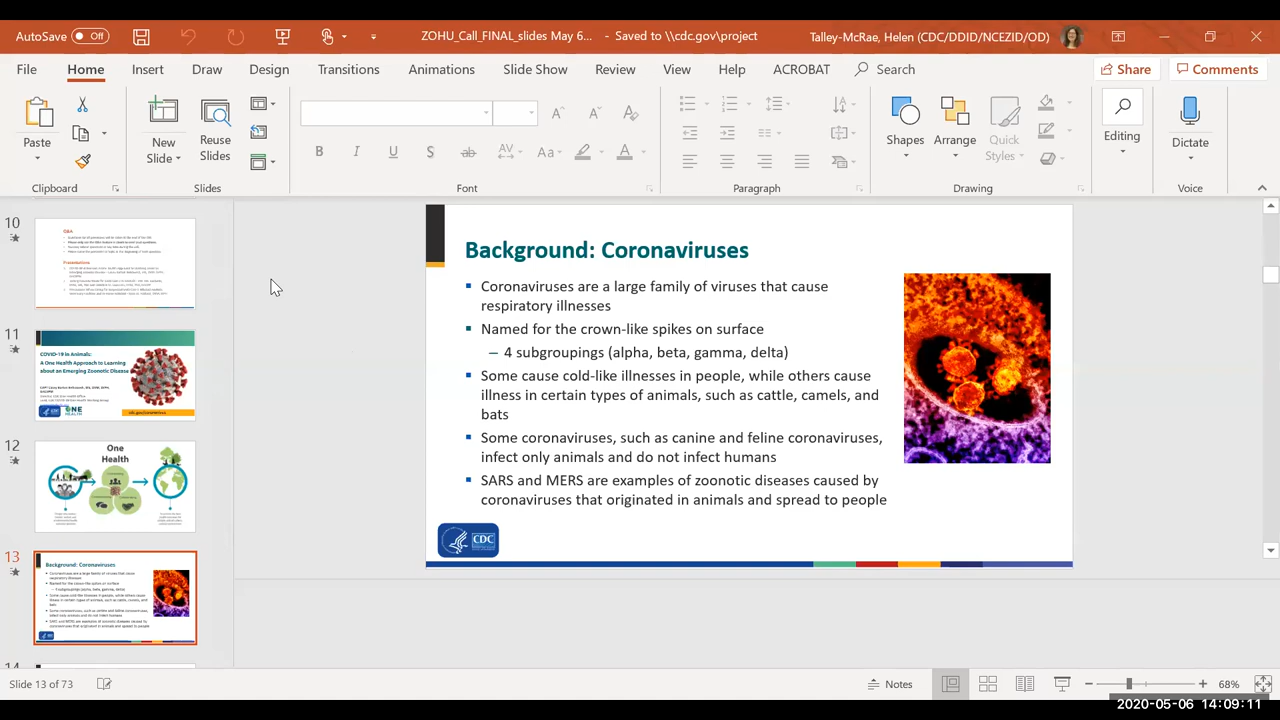 AutoSave Off
ZOHU_Call_FINAL_slides May 6... - Saved to \\cdc.gov\project
Talley-McRae, Helen (CDC/DDID/NCEZID/OD)
File Home Insert Draw Design Transitions Animations Slide Show Review View Help ACROBAT Search Share Comments
Paste
New Slide
Reuse Slides
Shapes
Arrange
Quick Styles
Editing
Dictate
Clipboard Slides Font Paragraph Drawing Voice
10
Q&A
Presentations
11
COVID-19 in Animals:
A One Health Approach to Learning
about an Emerging Zoonotic Disease
cdc.gov/coronavirus
12
One
Health
13
Background: Coronaviruses
14
Background: Coronaviruses
Coronaviruses are a large family of viruses that cause
respiratory illnesses
Named for the crown-like spikes on surface
– 4 subgroupings (alpha, beta, gamma, delta)
Some cause cold-like illnesses in people, while others cause
illness in certain types of animals, such as cattle, camels, and
bats
Some coronaviruses, such as canine and feline coronaviruses,
infect only animals and do not infect humans
SARS and MERS are examples of zoonotic diseases caused by
coronaviruses that originated in animals and spread to people
CDC
Slide 13 of 73
Notes
68%
2020-05-06 14:09:11